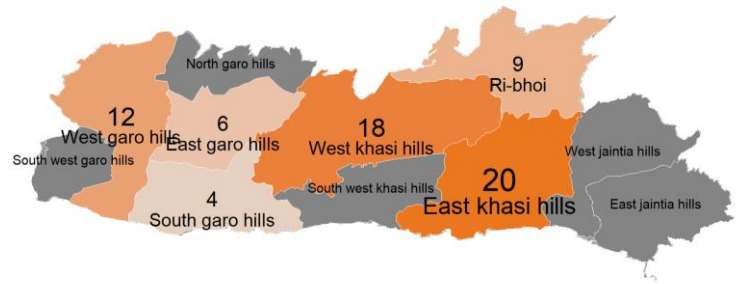 North garo hills
9
Ri-bhoi
12
West garo hills
6
East garo hills
18
West khasi hills
South west garo hills
West jaintia hills
South west khasi hills
20
East khasi hills
4
South garo hills
East jaintia hills